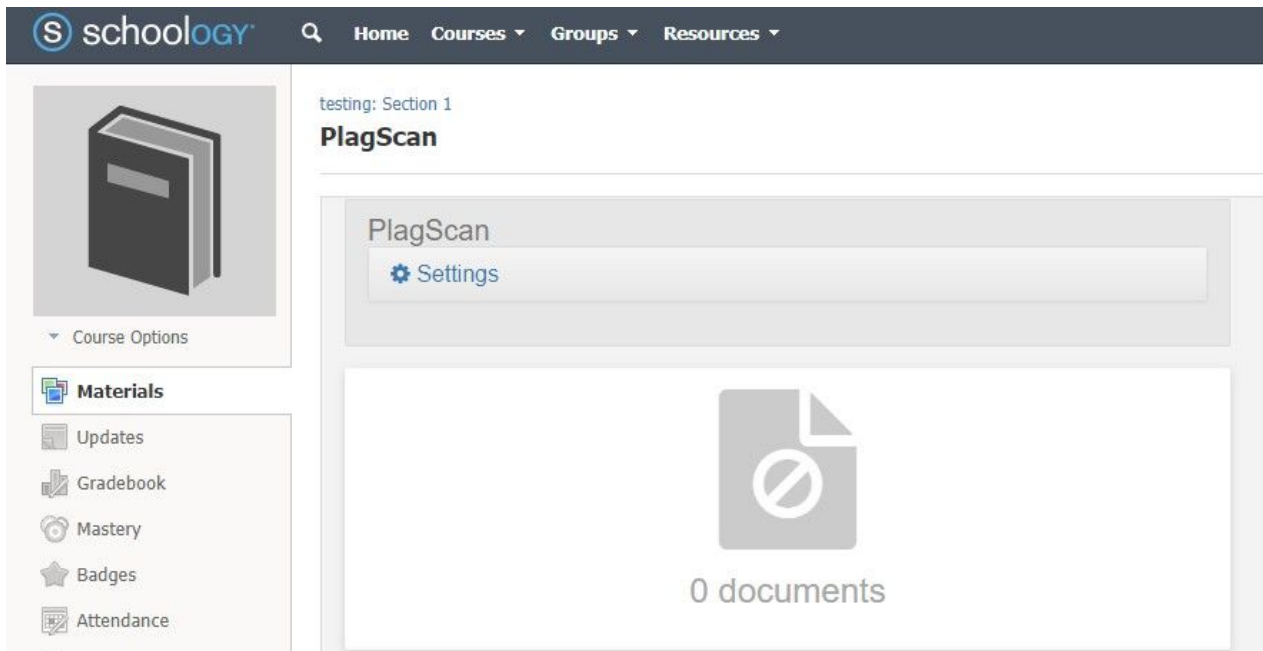 S schoology Home Courses Groups Resources
testing: Section 1
PlagScan
PlagScan
Settings
Course Options
Materials
Updates
Gradebook
Mastery
Badges
Attendance
0 documents